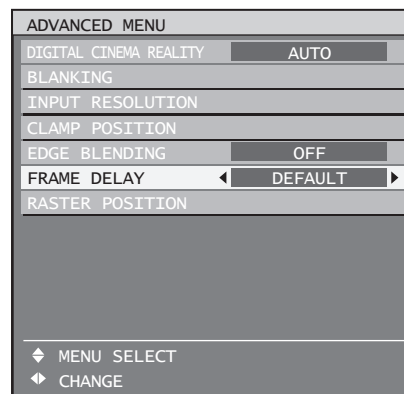 ADVANCED MENU
DIGITAL CINEMA REALITY AUTO
BLANKING
INPUT RESOLUTION
CLAMP POSITION
EDGE BLENDING OFF
FRAME DELAY DEFAULT
RASTER POSITION
MENU SELECT
CHANGE